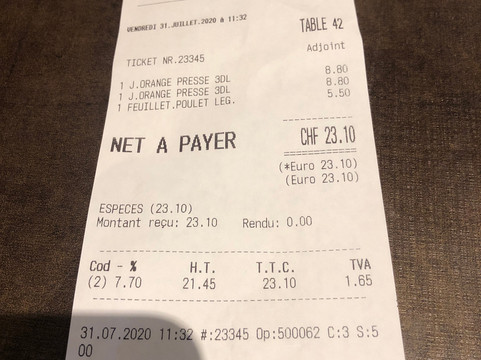 VENDREDI 31.JUILLET.2020 à 11:32
TABLE 42
Adjoint
TICKET NR.23345
1 J.ORANGE PRESSE 3DL 8.80
1 J.ORANGE PRESSE 3DL 8.80
1 FEUILLET.POULET LEG. 5.50
NET A PAYER CHF 23.10
(*Euro 23.10)
(Euro 23.10)
ESPECES (23.10)
Montant reçu: 23.10 Rendu: 0.00
Cod - % H.T. T.T.C. TVA
(2) 7.70 21.45 23.10 1.65
31.07.2020 11:32 #:23345 Op:500062 C:3 S:5
00